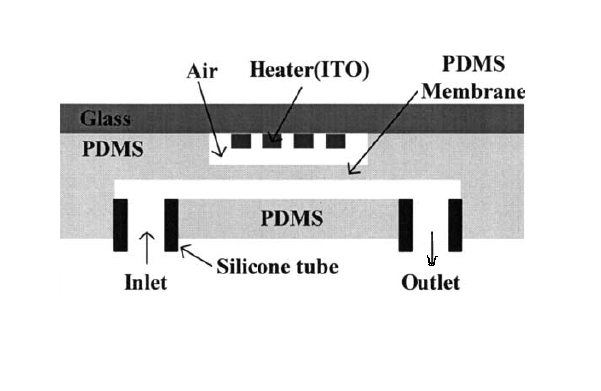 Air
Heater(ITO)
PDMS
Membrane
Glass
PDMS
PDMS
Silicone tube
Inlet
Outlet